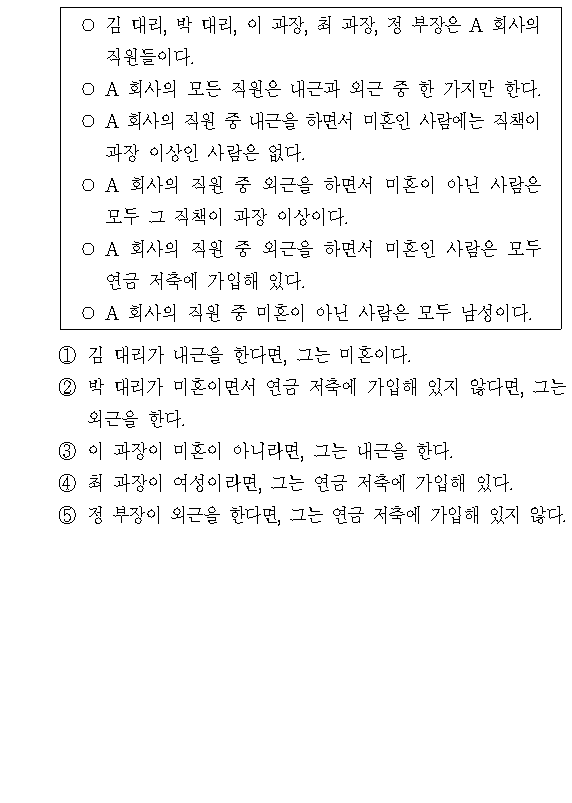 ○ 김 대리, 박 대리, 이 과장, 최 과장, 정 부장은 A 회사의
직원들이다.
○ A 회사의 모든 직원은 내근과 외근 중 한 가지만 한다.
○ A 회사의 직원 중 내근을 하면서 미혼인 사람에는 직책이
과장 이상인 사람은 없다.
○ A 회사의 직원 중 외근을 하면서 미혼이 아닌 사람은
모두 그 직책이 과장 이상이다.
○ A 회사의 직원 중 외근을 하면서 미혼인 사람은 모두
연금 저축에 가입해 있다.
○ A 회사의 직원 중 미혼이 아닌 사람은 모두 남성이다.
① 김 대리가 내근을 한다면, 그는 미혼이다.
② 박 대리가 미혼이면서 연금 저축에 가입해 있지 않다면, 그는
외근을 한다.
③ 이 과장이 미혼이 아니라면, 그는 내근을 한다.
④ 최 과장이 여성이라면, 그는 연금 저축에 가입해 있다.
⑤ 정 부장이 외근을 한다면, 그는 연금 저축에 가입해 있지 않다.